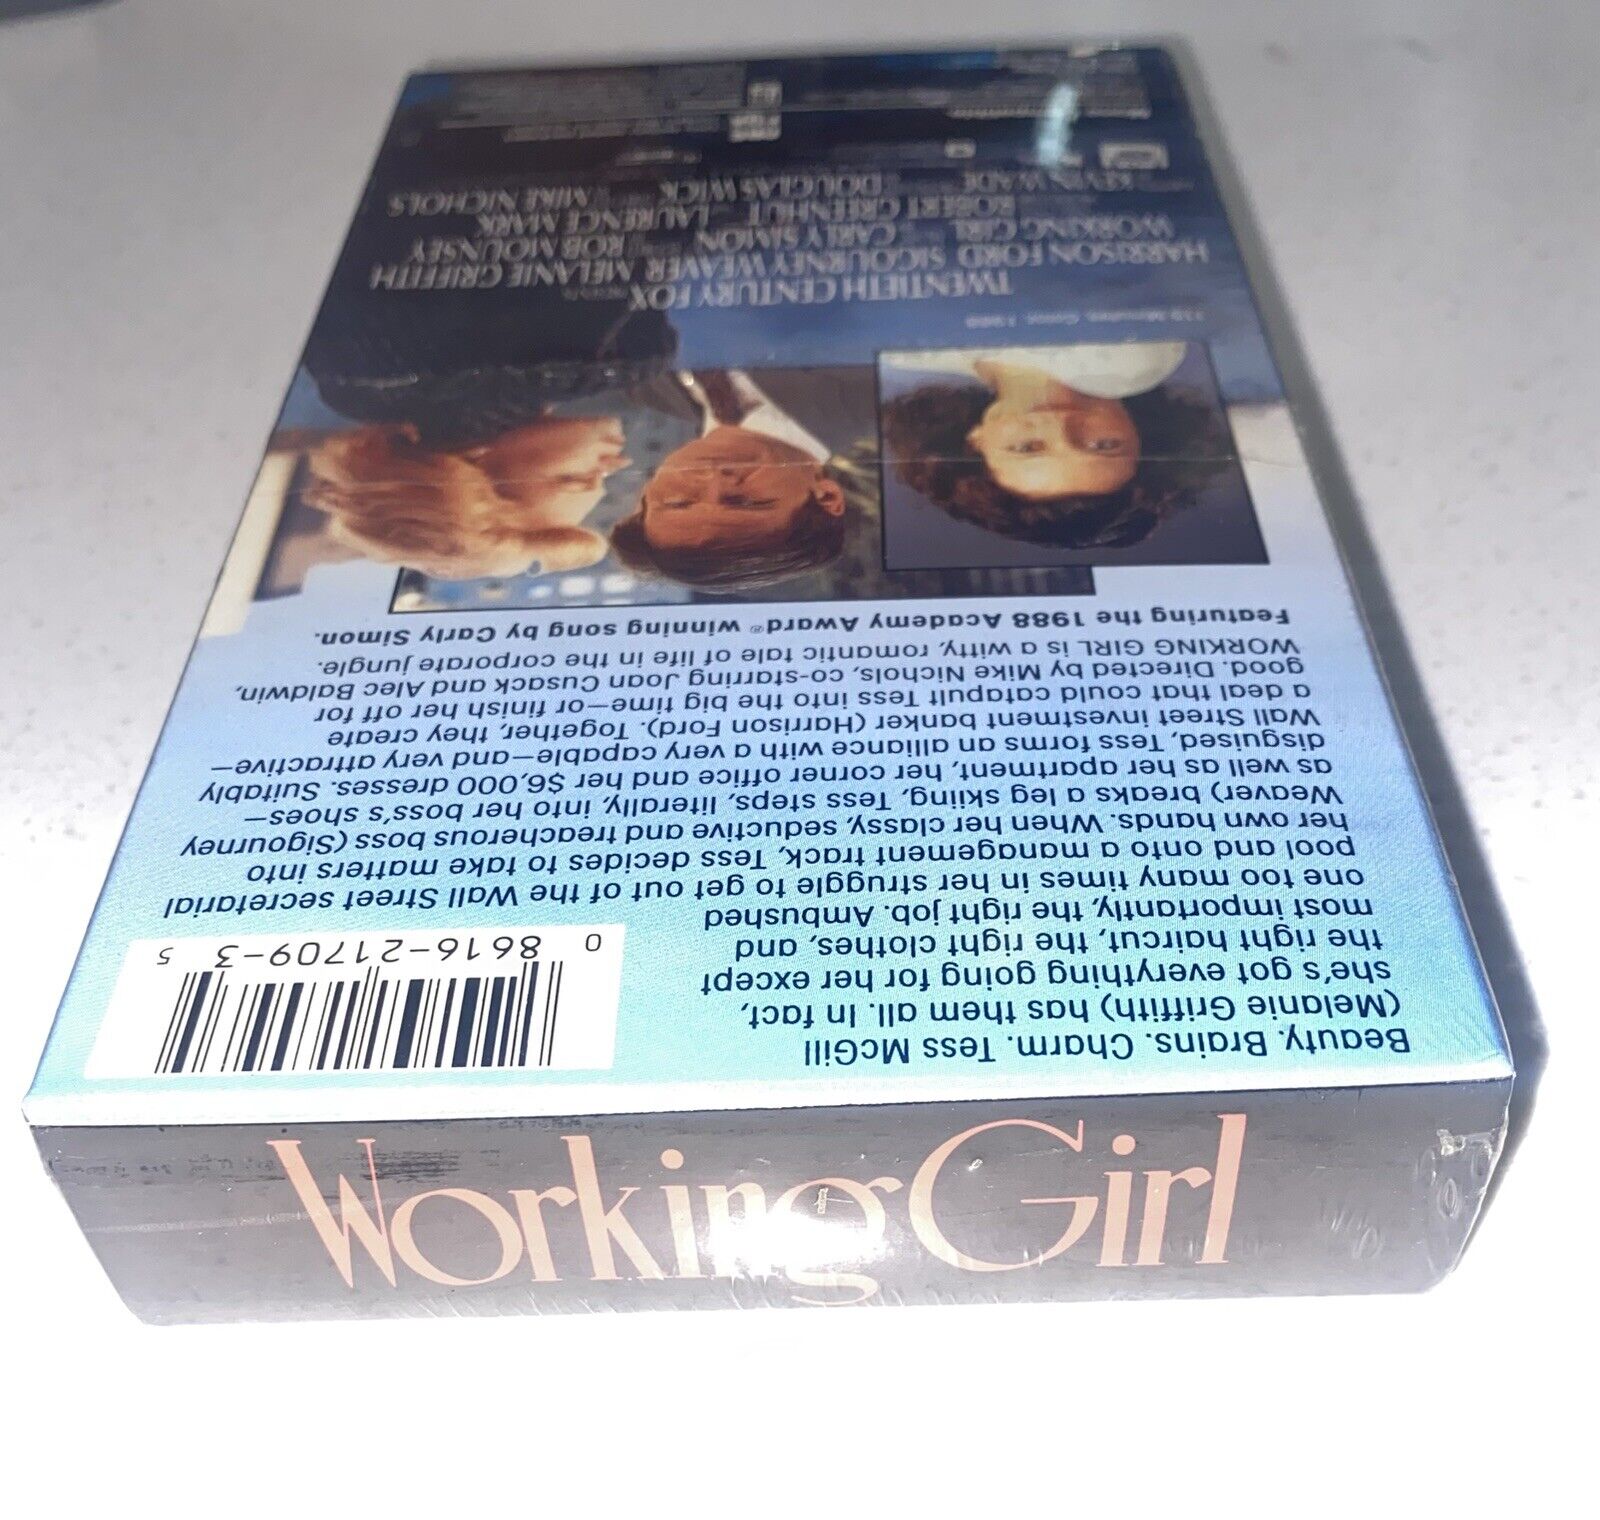 Working Girl
Beauty. Brains. Charm. Tess McGill
(Melanie Griffith) has them all. In fact,
she's got everything going for her except
the right haircut, the right clothes, and,
most importantly, the right job. Ambushed
one too many times in her struggle to get out of the Wall Street secretarial
pool and onto a management track, Tess decides to take matters into
her own hands. When her classy, seductive and treacherous boss (Sigourney
Weaver) breaks a leg skiing, Tess steps, literally, into her boss's shoes—
as well as her apartment, her corner office and her $6,000 dresses. Suitably
disguised, Tess forms an alliance with a very capable—and very attractive—
Wall Street investment banker (Harrison Ford). Together, they create
a deal that could catapult Tess into the big time—or finish her off for
good. Directed by Mike Nichols, co-starring Joan Cusack and Alec Baldwin,
WORKING GIRL is a witty, romantic tale of life in the corporate jungle.
Featuring the 1988 Academy Award® winning song by Carly Simon.
0 8616-21709-3 5
Minutes. Color. 1988
TWENTIETH CENTURY FOX
HARRISON FORD SIGOURNEY WEAVER MELANIE GRIFFITH
WORKING GIRL CARLY SIMON ROB MOUNSEY
ROBERT GREENHUT LAURENCE MARK
KEVIN WADE DOUGLAS WICK MIKE NICHOLS